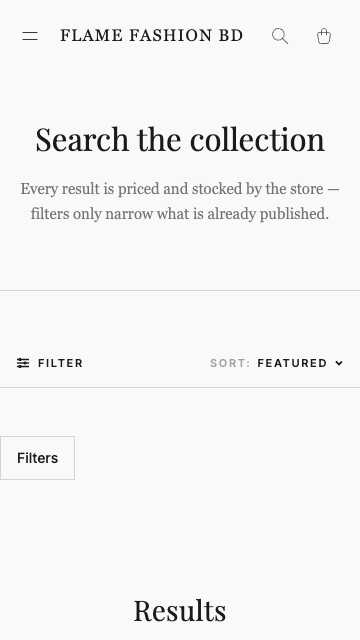 FLAME FASHION BD
Search the collection
Every result is priced and stocked by the store —
filters only narrow what is already published.
FILTER
SORT: FEATURED
Filters
Results